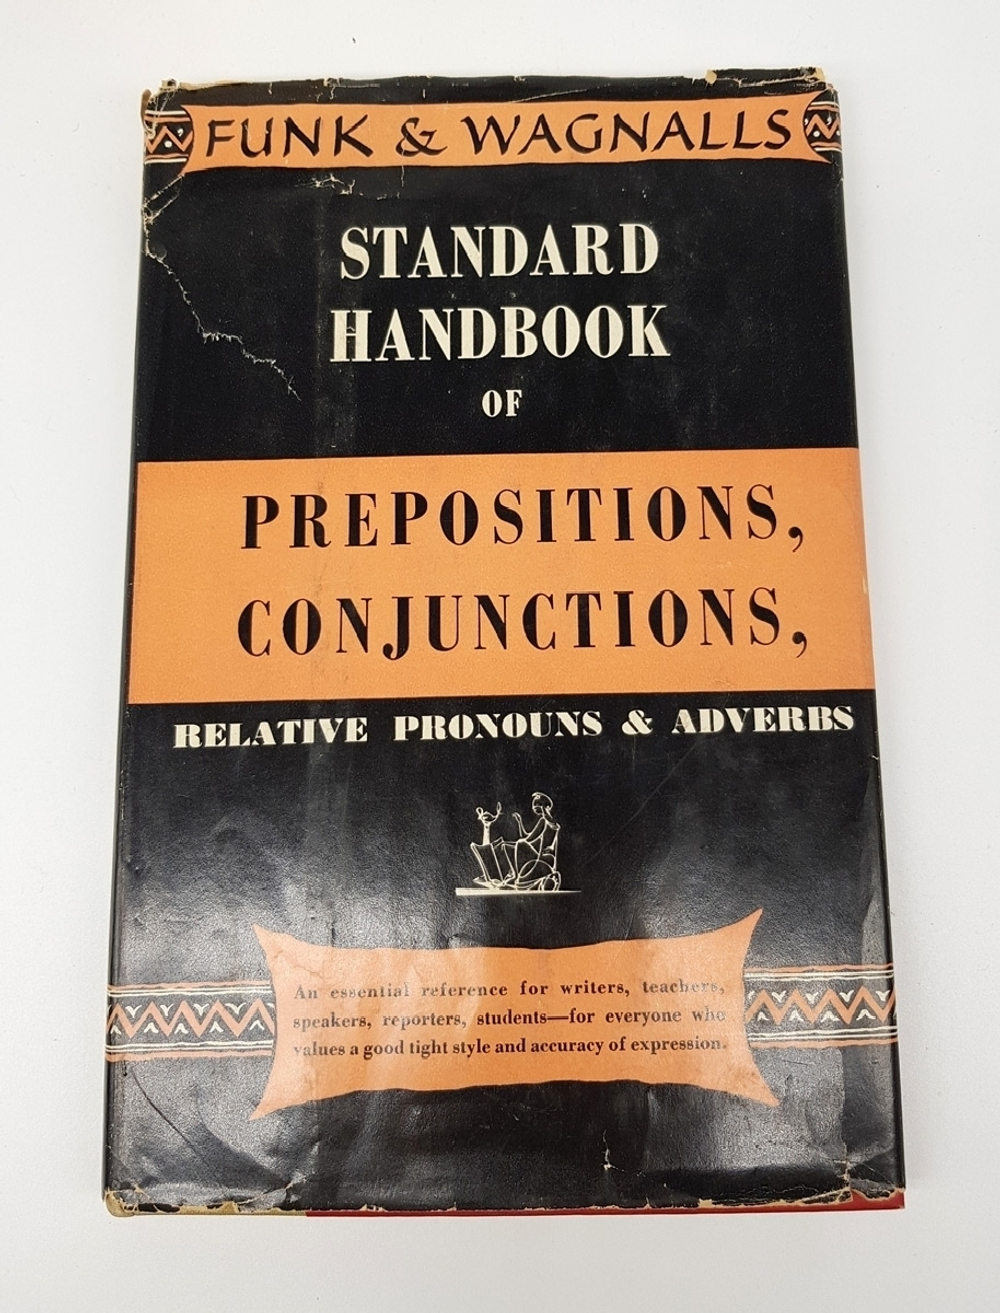 FUNK & WAGNALLS
STANDARD
HANDBOOK
OF
PREPOSITIONS,
CONJUNCTIONS,
RELATIVE PRONOUNS & ADVERBS
An essential reference for writers, teachers,
speakers, reporters, students—for everyone who
values a good tight style and accuracy of expression.